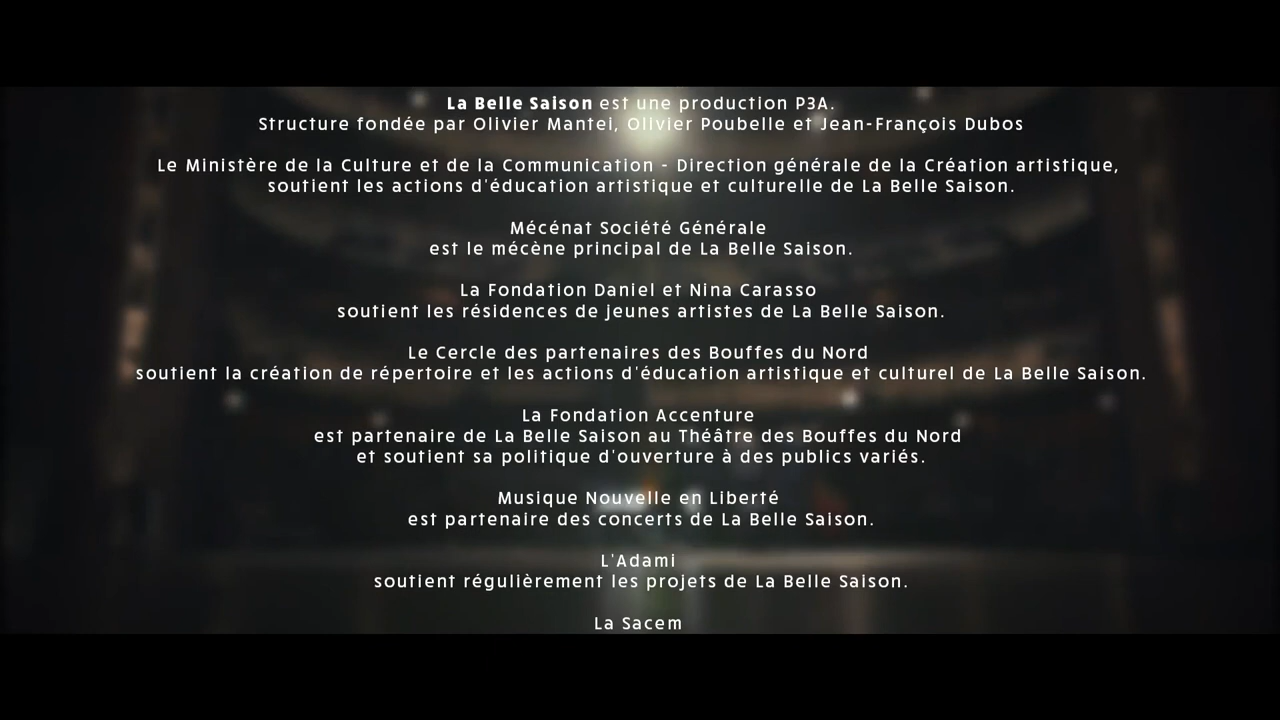 La Belle Saison est une production P3A.
Structure fondée par Olivier Mantei, Olivier Poubelle et Jean-François Dubos
Le Ministère de la Culture et de la Communication - Direction générale de la Création artistique,
soutient les actions d'éducation artistique et culturelle de La Belle Saison.
Mécénat Société Générale
est le mécène principal de La Belle Saison.
La Fondation Daniel et Nina Carasso
soutient les résidences de jeunes artistes de La Belle Saison.
Le Cercle des partenaires des Bouffes du Nord
soutient la création de répertoire et les actions d'éducation artistique et culturel de La Belle Saison.
La Fondation Accenture
est partenaire de La Belle Saison au Théâtre des Bouffes du Nord
et soutient sa politique d'ouverture à des publics variés.
Musique Nouvelle en Liberté
est partenaire des concerts de La Belle Saison.
L'Adami
soutient régulièrement les projets de La Belle Saison.
La Sacem